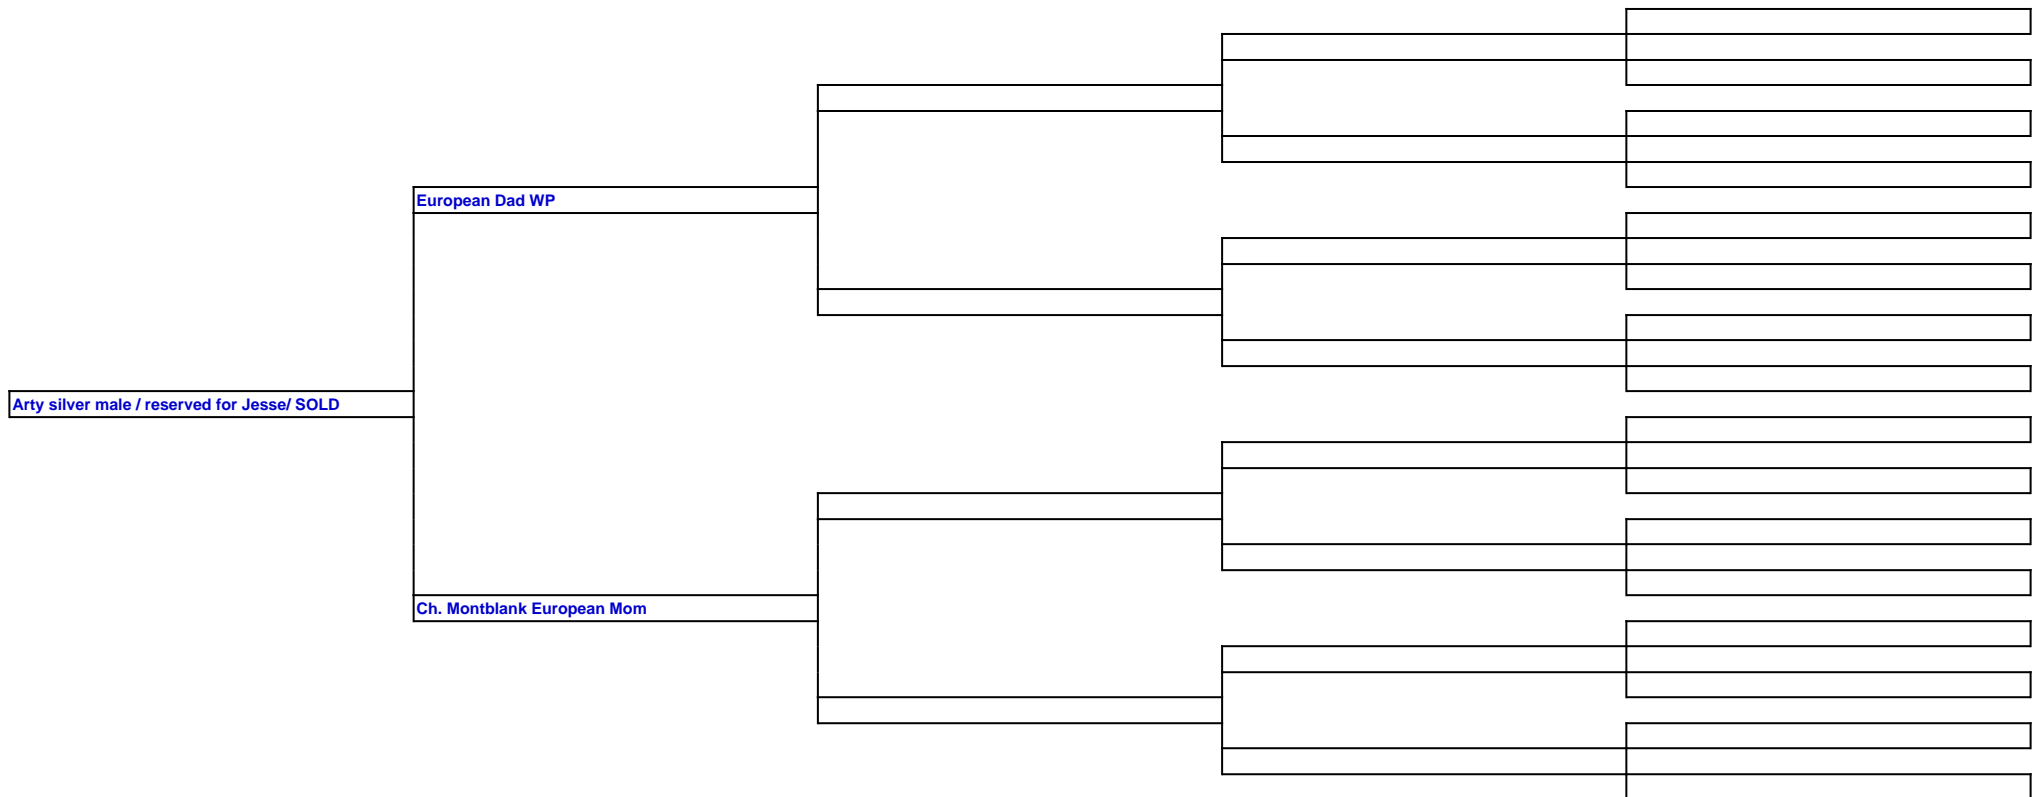 European Dad WP
Arty silver male / reserved for Jesse/ SOLD
Ch. Montblank European Mom